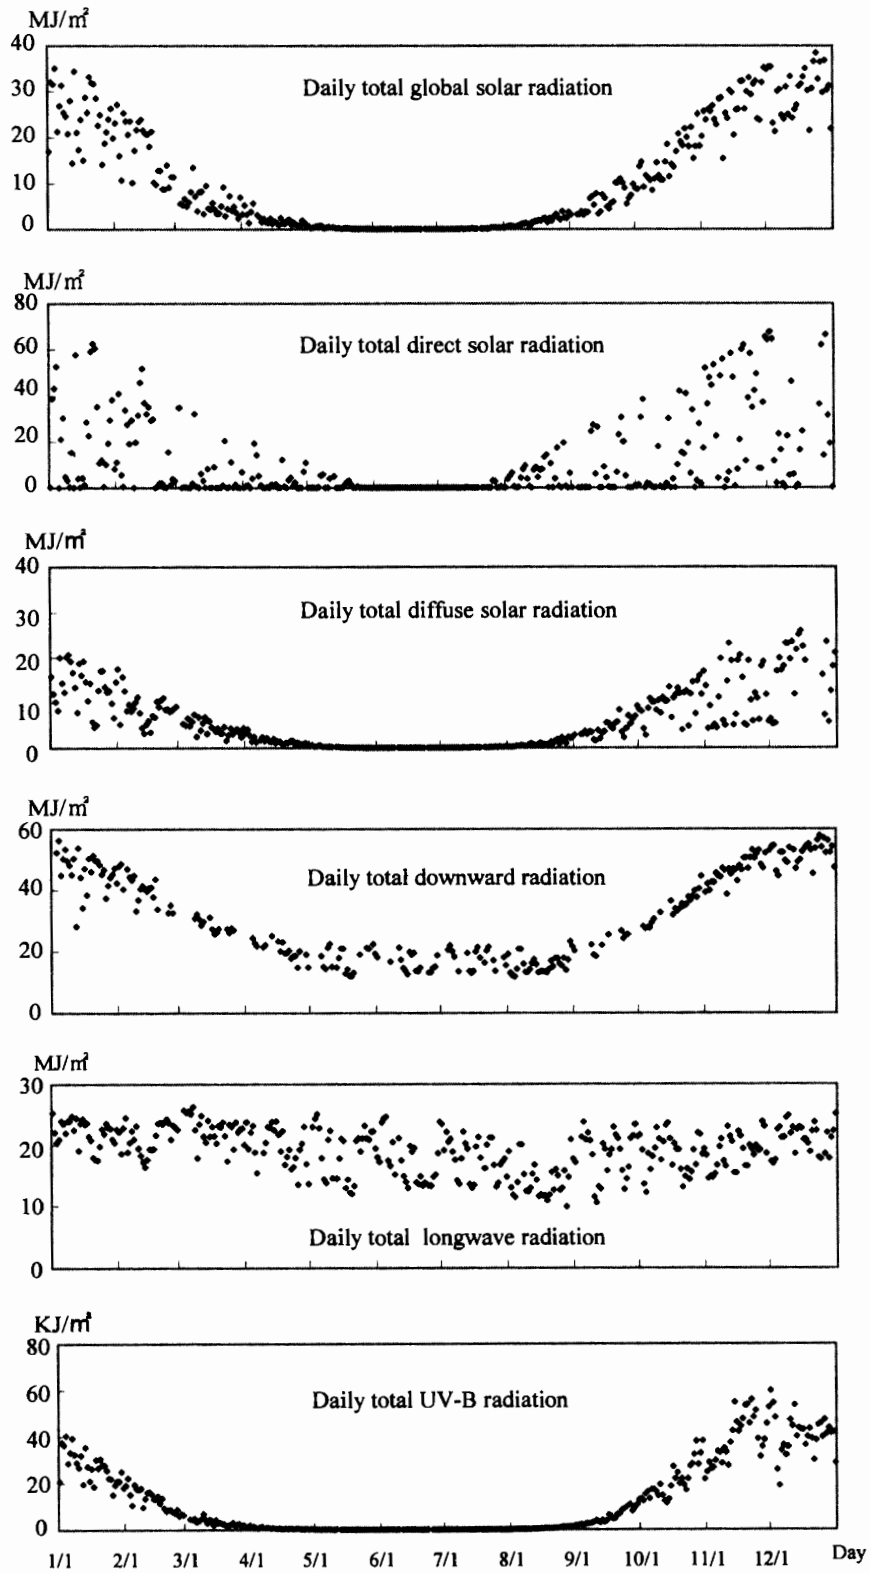 MJ/m²
40
Daily total global solar radiation
30
20
10
0
MJ/m²
80
Daily total direct solar radiation
60
40
20
0
MJ/m²
40
Daily total diffuse solar radiation
30
20
10
0
MJ/m²
60
Daily total downward radiation
40
20
0
MJ/m²
30
20
10
Daily total longwave radiation
0
KJ/m²
80
Daily total UV-B radiation
60
40
20
0
1/1 2/1 3/1 4/1 5/1 6/1 7/1 8/1 9/1 10/1 11/1 12/1 Day